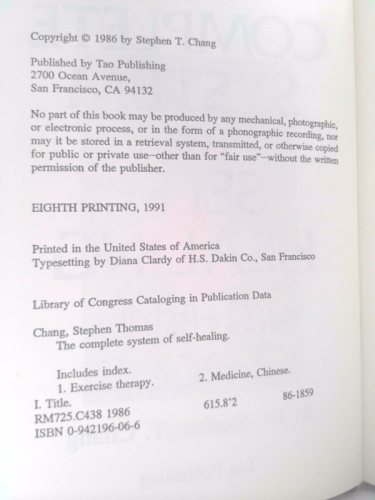 Copyright © 1986 by Stephen T. Chang
Published by Tao Publishing
2700 Ocean Avenue,
San Francisco, CA 94132
No part of this book may be produced by any mechanical, photographic,
or electronic process, or in the form of a phonographic recording, nor
may it be stored in a retrieval system, transmitted, or otherwise copied
for public or private use—other than for "fair use"—without the written
permission of the publisher.
EIGHTH PRINTING, 1991
Printed in the United States of America
Typesetting by Diana Clardy of H.S. Dakin Co., San Francisco
Library of Congress Cataloging in Publication Data
Chang, Stephen Thomas
The complete system of self-healing.
Includes index.
1. Exercise therapy. 2. Medicine, Chinese.
I. Title.
RM725.C438 1986 615.8'2 86-1859
ISBN 0-942196-06-6